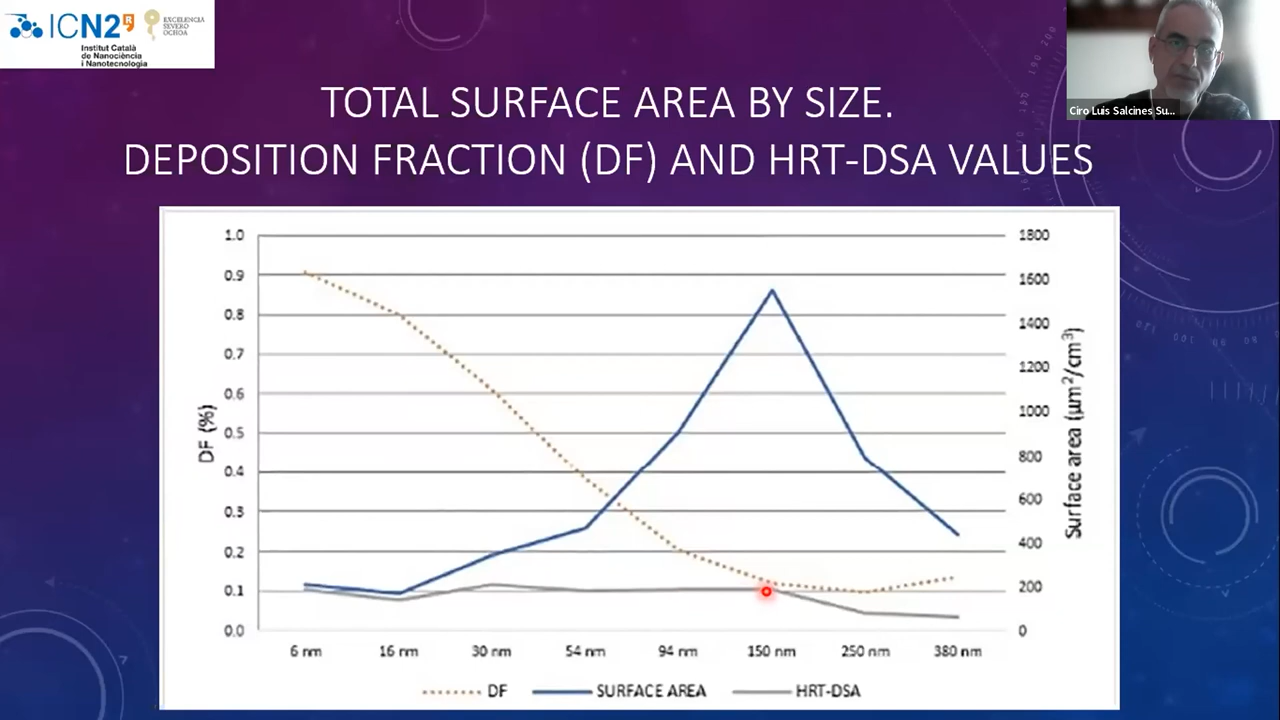 ICN2
Institut Català
de Nanociència
i Nanotecnologia
EXCELENCIA
SEVERO
OCHOA
Ciro Luis Salcines Su...
TOTAL SURFACE AREA BY SIZE.
DEPOSITION FRACTION (DF) AND HRT-DSA VALUES
DF (%)
1.0
0.9
0.8
0.7
0.6
0.5
0.4
0.3
0.2
0.1
0.0
1800
1600
1400
1200
1000
800
600
400
200
0
Surface area (µm²/cm³)
6 nm 16 nm 30 nm 54 nm 94 nm 150 nm 250 nm 380 nm
DF SURFACE AREA HRT-DSA